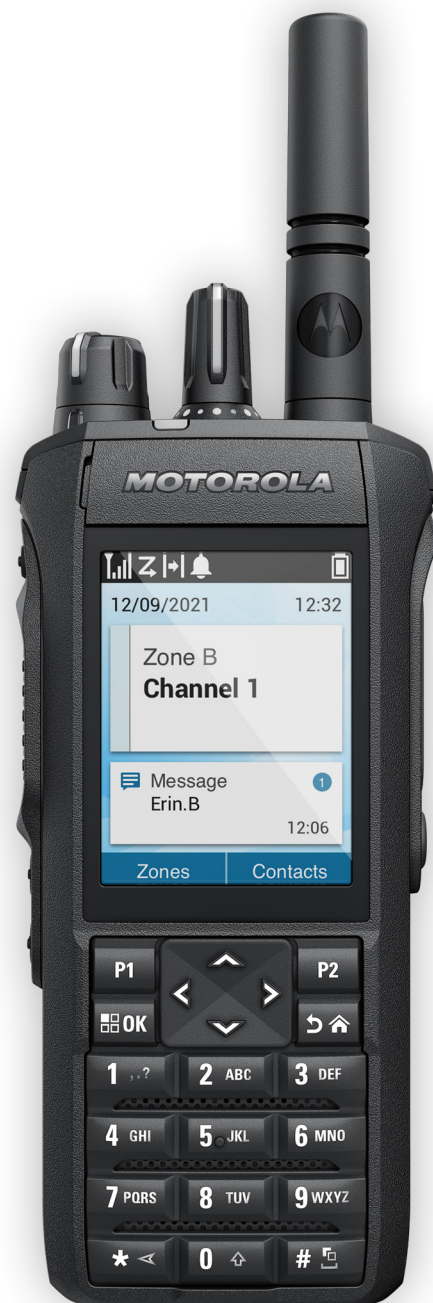 MOTOROLA
12/09/2021 12:32
Zone B
Channel 1
Message 1
Erin.B
12:06
Zones Contacts
P1 P2
OK
1 ,.? 2 ABC 3 DEF
4 GHI 5 JKL 6 MNO
7 PQRS 8 TUV 9 WXYZ
* 0 #